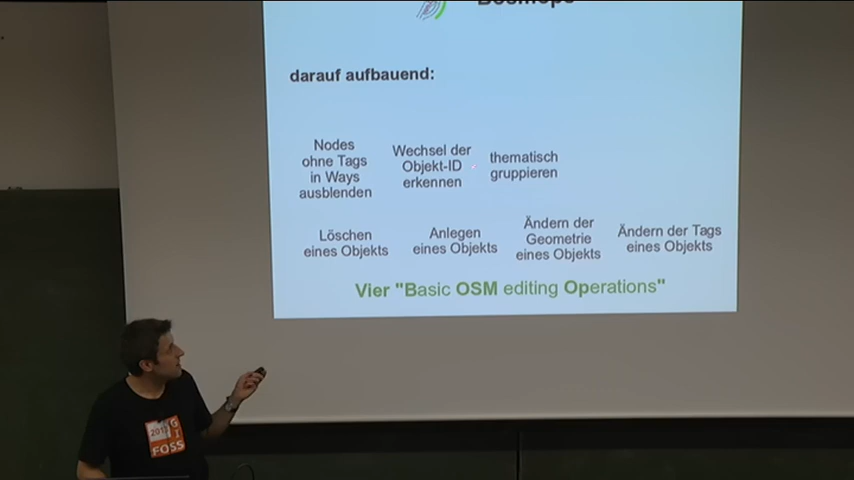 darauf aufbauend:
Nodes
ohne Tags
in Ways
ausblenden
Wechsel der
Objekt-ID
erkennen
thematisch
gruppieren
Löschen
eines Objekts
Anlegen
eines Objekts
Ändern der
Geometrie
eines Objekts
Ändern der Tags
eines Objekts
Vier "Basic OSM editing Operations"
2013
FOSS